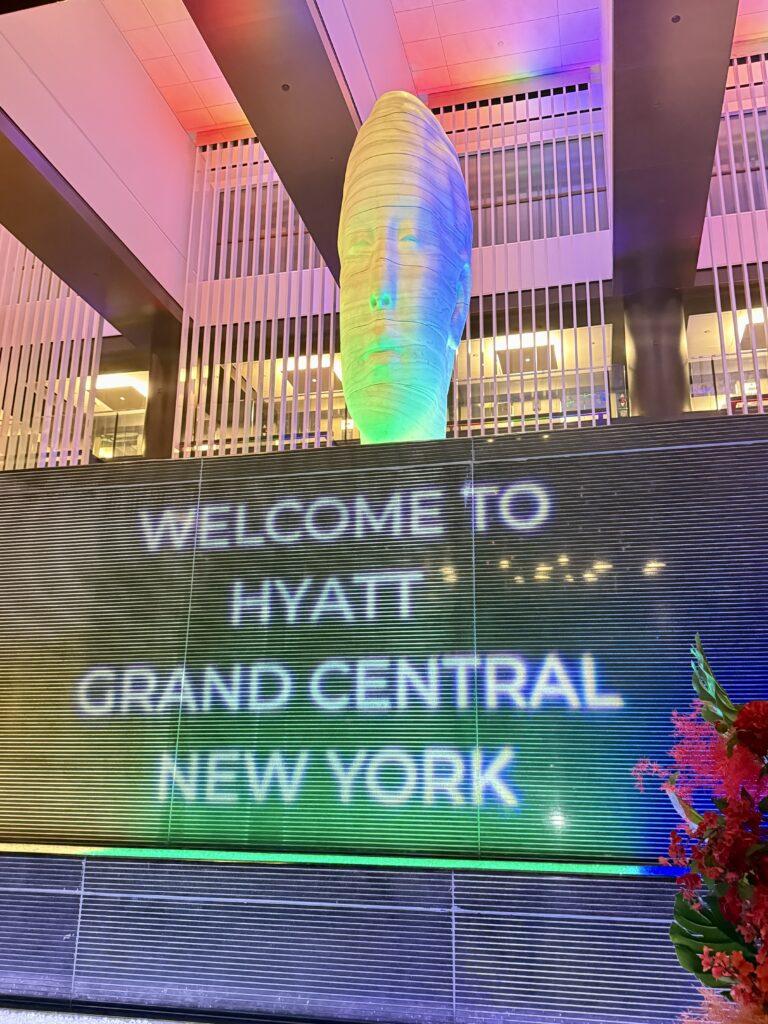 WELCOME TO
HYATT
GRAND CENTRAL
NEW YORK